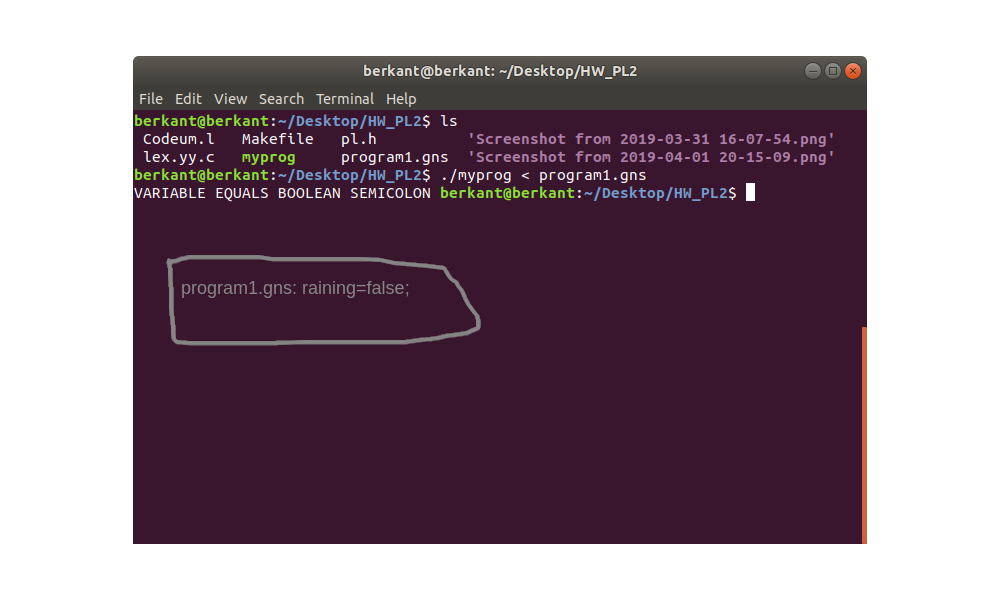 berkant@berkant: ~/Desktop/HW_PL2
File Edit View Search Terminal Help
berkant@berkant:~/Desktop/HW_PL2$ ls
Codeum.l Makefile pl.h 'Screenshot from 2019-03-31 16-07-54.png'
lex.yy.c myprog program1.gns 'Screenshot from 2019-04-01 20-15-09.png'
berkant@berkant:~/Desktop/HW_PL2$ ./myprog < program1.gns
VARIABLE EQUALS BOOLEAN SEMICOLON berkant@berkant:~/Desktop/HW_PL2$
program1.gns: raining=false;